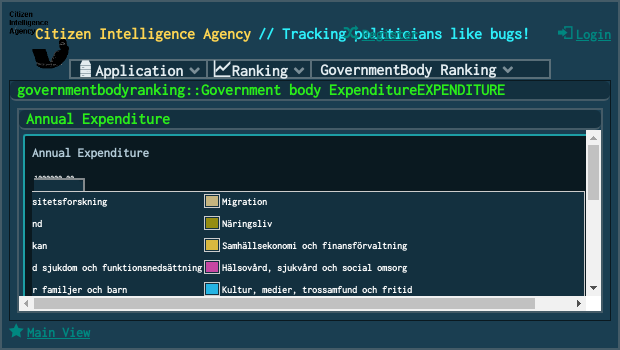 Citizen
Intelligence
Agency
Citizen Intelligence Agency // Tracking politicians like bugs!
Register
Login
Application
Ranking
GovernmentBody Ranking
governmentbodyranking::Government body ExpenditureEXPENDITURE
Annual Expenditure
Annual Expenditure
sitetsforskning
Migration
nd
Näringsliv
kan
Samhällsekonomi och finansförvaltning
d sjukdom och funktionsnedsättning
Hälsovård, sjukvård och social omsorg
r familjer och barn
Kultur, medier, trossamfund och fritid
Main View